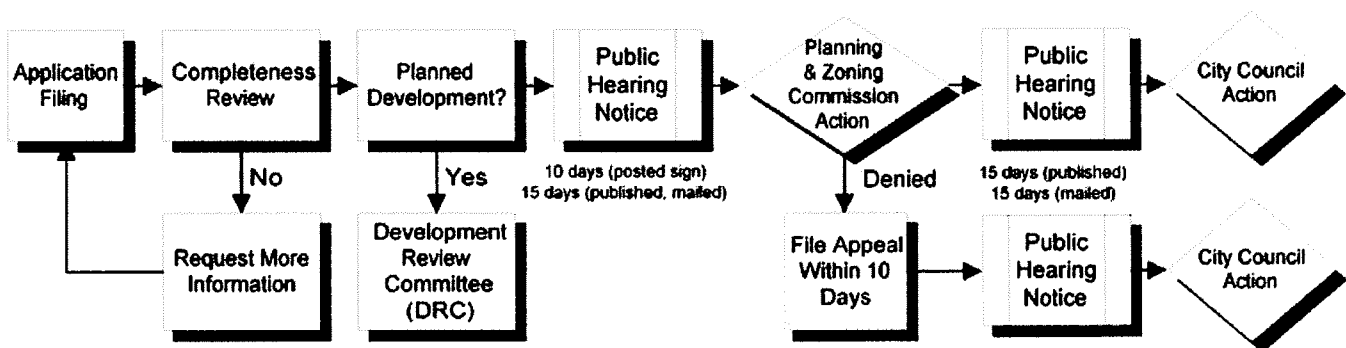 Application
Filing
Completeness
Review
Planned
Development?
Public
Hearing
Notice
10 days (posted sign)
15 days (published, mailed)
Planning
& Zoning
Commission
Action
Public
Hearing
Notice
15 days (published)
15 days (mailed)
City Council
Action
No
Yes
Denied
Request More
Information
Development
Review
Committee
(DRC)
File Appeal
Within 10
Days
Public
Hearing
Notice
City Council
Action